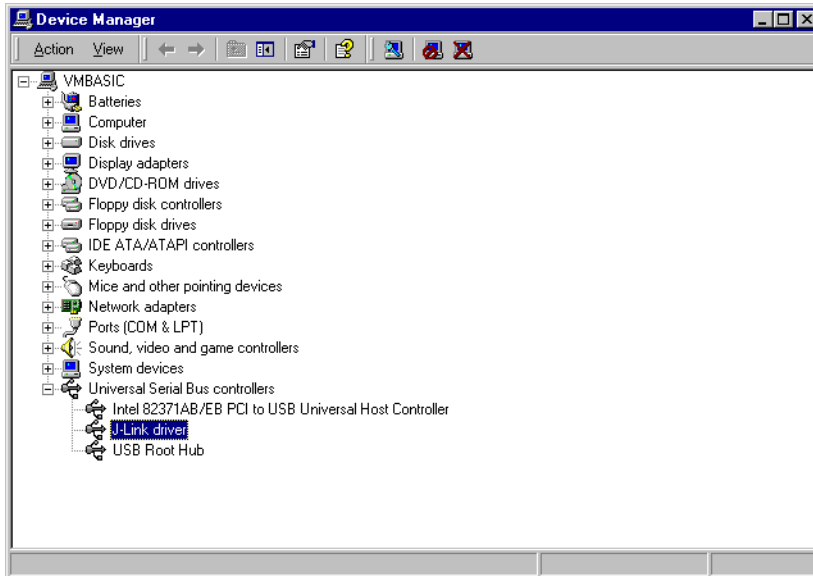 Device Manager
Action View
VMBASIC
Batteries
Computer
Disk drives
Display adapters
DVD/CD-ROM drives
Floppy disk controllers
Floppy disk drives
IDE ATA/ATAPI controllers
Keyboards
Mice and other pointing devices
Network adapters
Ports (COM & LPT)
Sound, video and game controllers
System devices
Universal Serial Bus controllers
Intel 82371AB/EB PCI to USB Universal Host Controller
J-Link driver
USB Root Hub